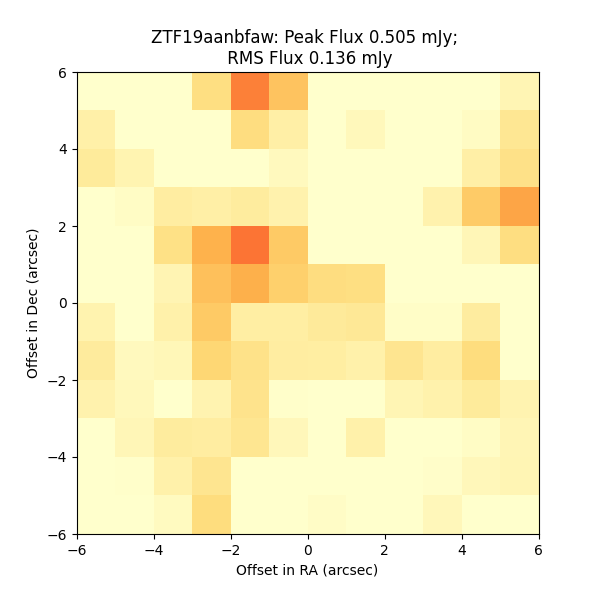 ZTF19aanbfaw: Peak Flux 0.505 mJy;
RMS Flux 0.136 mJy
6
4
2
0
−2
−4
−6
Offset in Dec (arcsec)
−6 −4 −2 0 2 4 6
Offset in RA (arcsec)